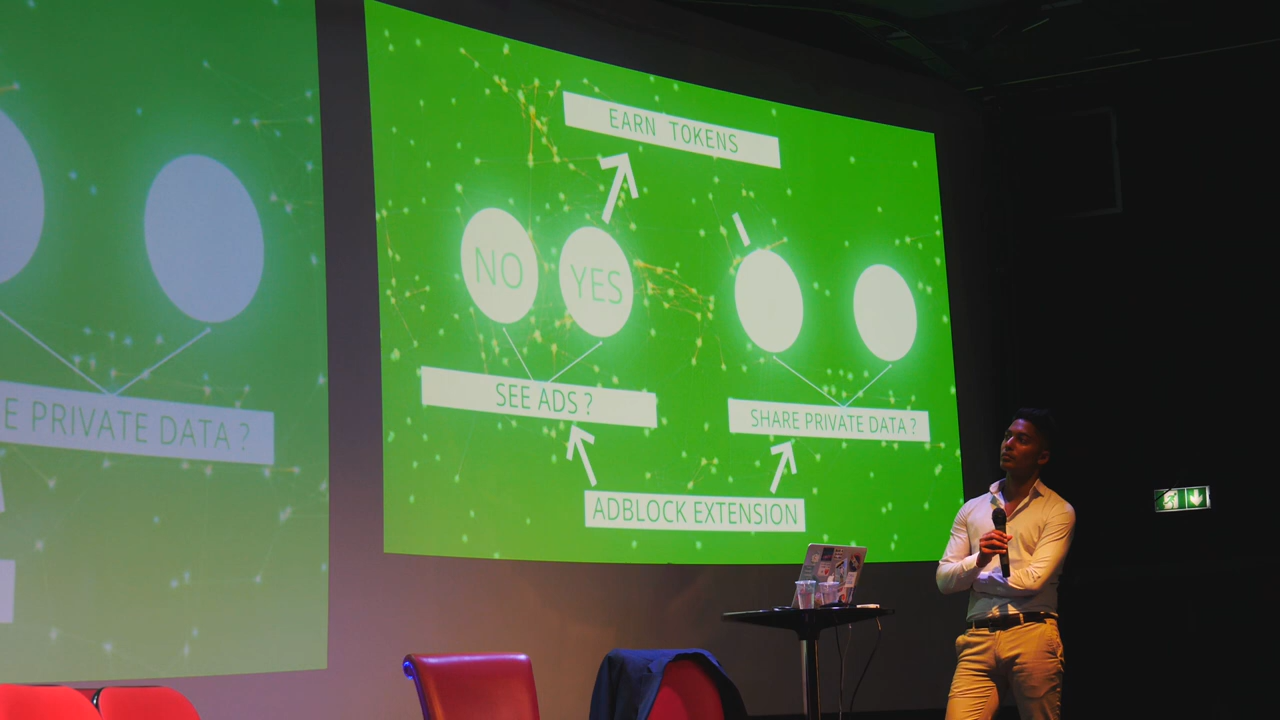 EARN TOKENS
NO
YES
SEE ADS ?
SHARE PRIVATE DATA ?
ADBLOCK EXTENSION
E PRIVATE DATA ?